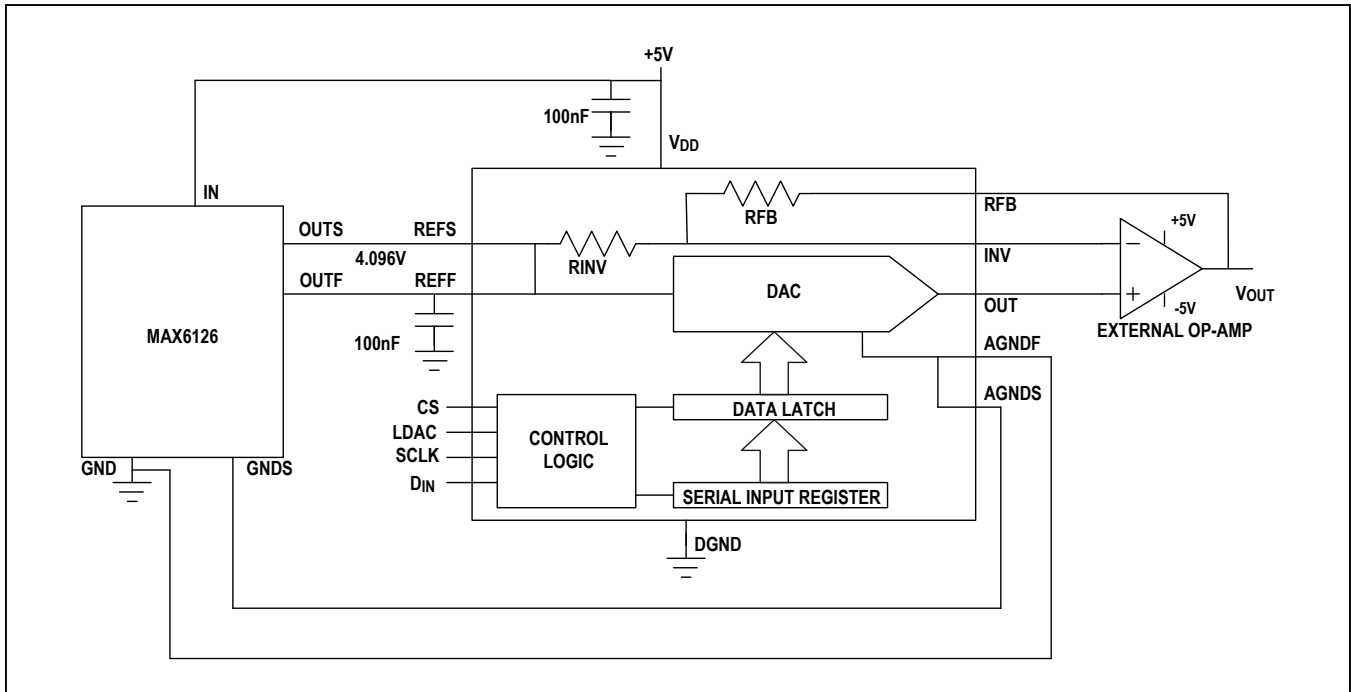 +5V
100nF
VDD
IN
RFB
RFB
+5V
OUTS
REFS
4.096V
RINV
INV
−
OUTF
REFF
DAC
OUT
+
-5V
VOUT
EXTERNAL OP-AMP
MAX6126
100nF
AGNDF
AGNDS
CS
DATA LATCH
LDAC
CONTROL
LOGIC
SCLK
GND
GNDS
DIN
SERIAL INPUT REGISTER
DGND